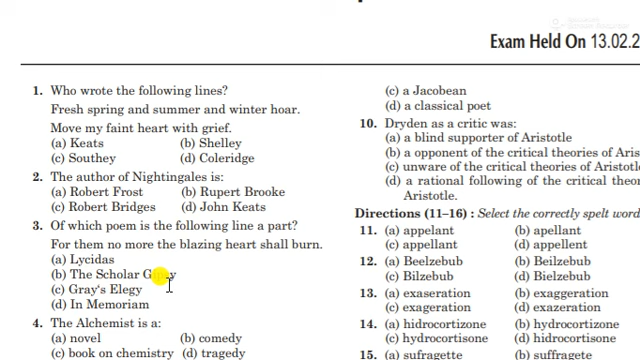 Exam Held On 13.02.2
1. Who wrote the following lines?
Fresh spring and summer and winter hoar.
Move my faint heart with grief.
(a) Keats (b) Shelley
(c) Southey (d) Coleridge
2. The author of Nightingales is:
(a) Robert Frost (b) Rupert Brooke
(c) Robert Bridges (d) John Keats
3. Of which poem is the following line a part?
For them no more the blazing heart shall burn.
(a) Lycidas
(b) The Scholar Gipsy
(c) Gray's Elegy
(d) In Memoriam
4. The Alchemist is a:
(a) novel (b) comedy
(c) book on chemistry (d) tragedy
(c) a Jacobean
(d) a classical poet
10. Dryden as a critic was:
(a) a blind supporter of Aristotle
(b) a opponent of the critical theories of Aris
(c) unware of the critical theories of Aristotle
(d) a rational following of the critical theor
Aristotle.
Directions (11–16) : Select the correctly spelt word
11. (a) appelant (b) apellant
(c) appellant (d) appellent
12. (a) Beelzebub (b) Beilzebub
(c) Bilzebub (d) Bielzebub
13. (a) exaseration (b) exaggeration
(c) exageration (d) exazeration
14. (a) hidrocortizone (b) hydrocortizone
(c) hydrocortisone (d) hidrocortisone
15. (a) sufragette (b) suffragete